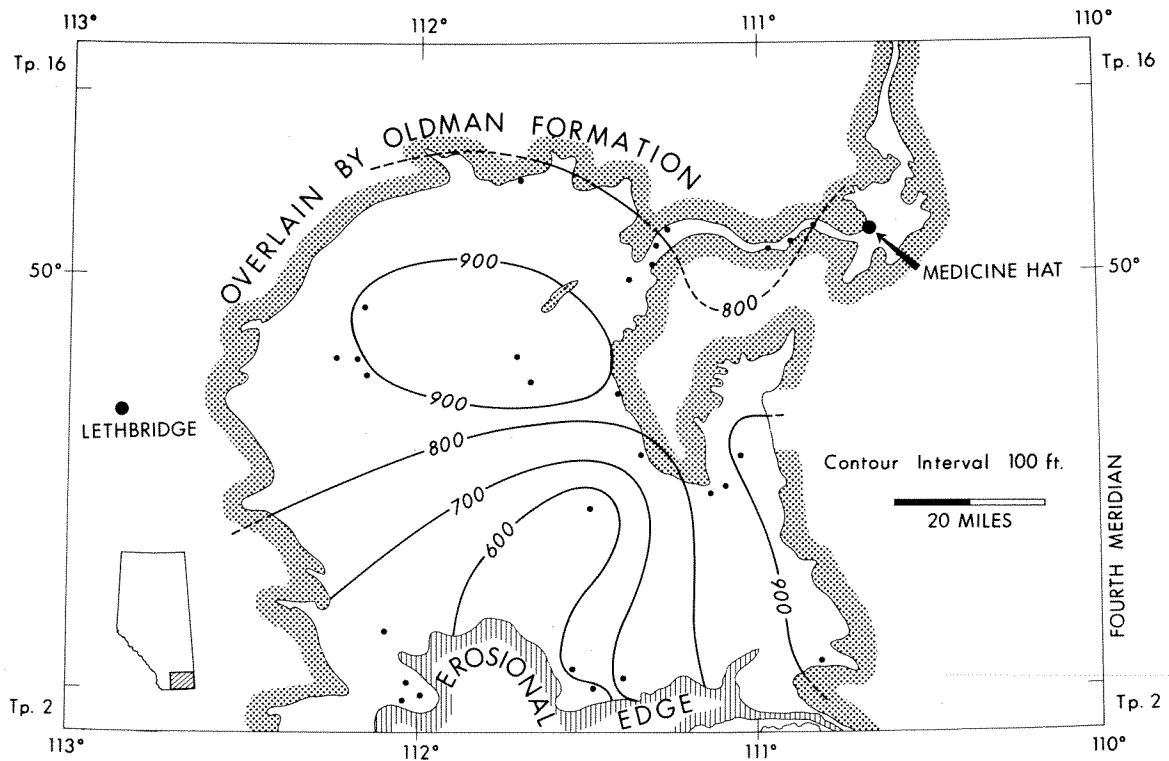 113° 112° 111° 110°
Tp. 16 Tp. 16
OVERLAIN BY OLDMAN FORMATION
50° 900 50°
MEDICINE HAT
800
900
LETHBRIDGE
800
Contour Interval 100 ft.
700
20 MILES
600
900
FOURTH MERIDIAN
EROSIONAL EDGE
Tp. 2 Tp. 2
113° 112° 111° 110°